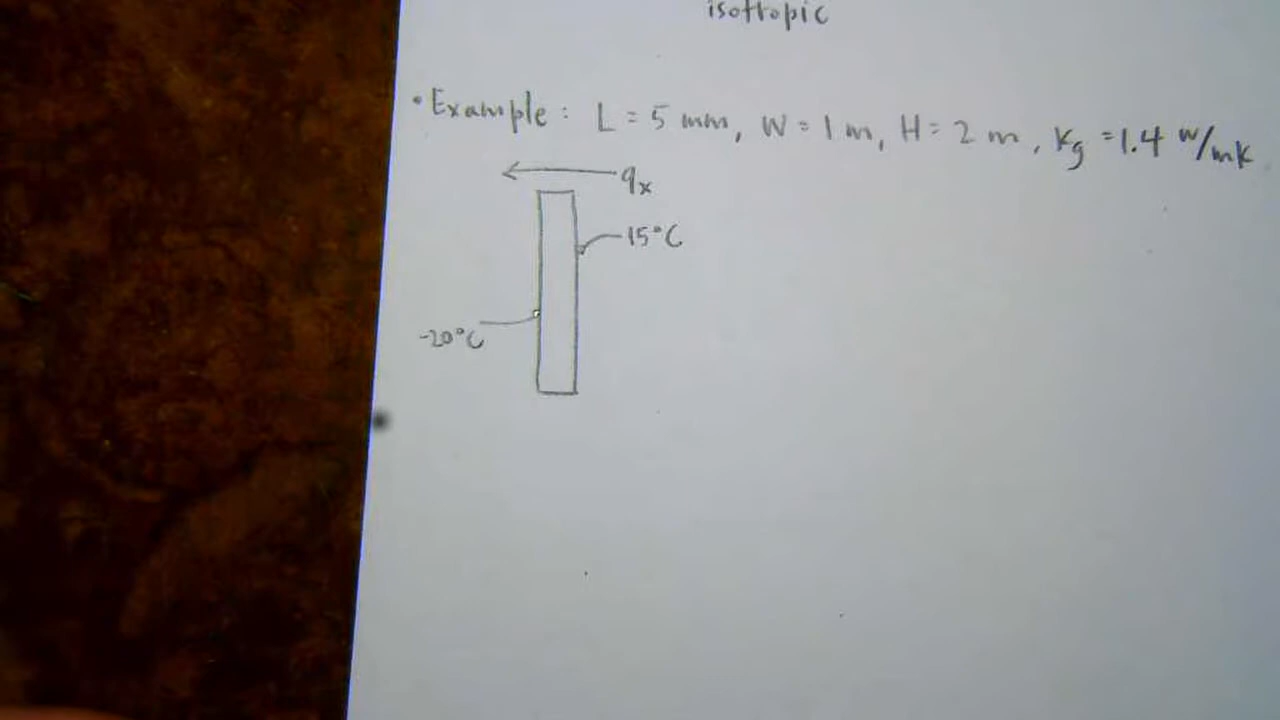 isotropic
• Example: L = 5 mm, W = 1 m, H = 2 m, Kg = 1.4 W/mK
qx
15°C
-20°C